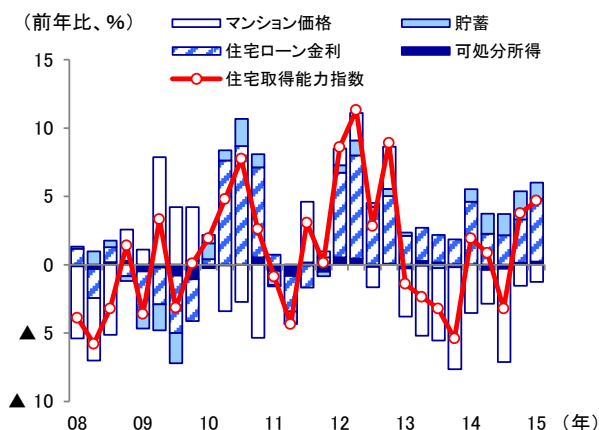 （前年比、%）
マンション価格
貯蓄
住宅ローン金利
可処分所得
住宅取得能力指数
15
10
5
0
▲ 5
▲ 10
08 09 10 11 12 13 14 15 （年）